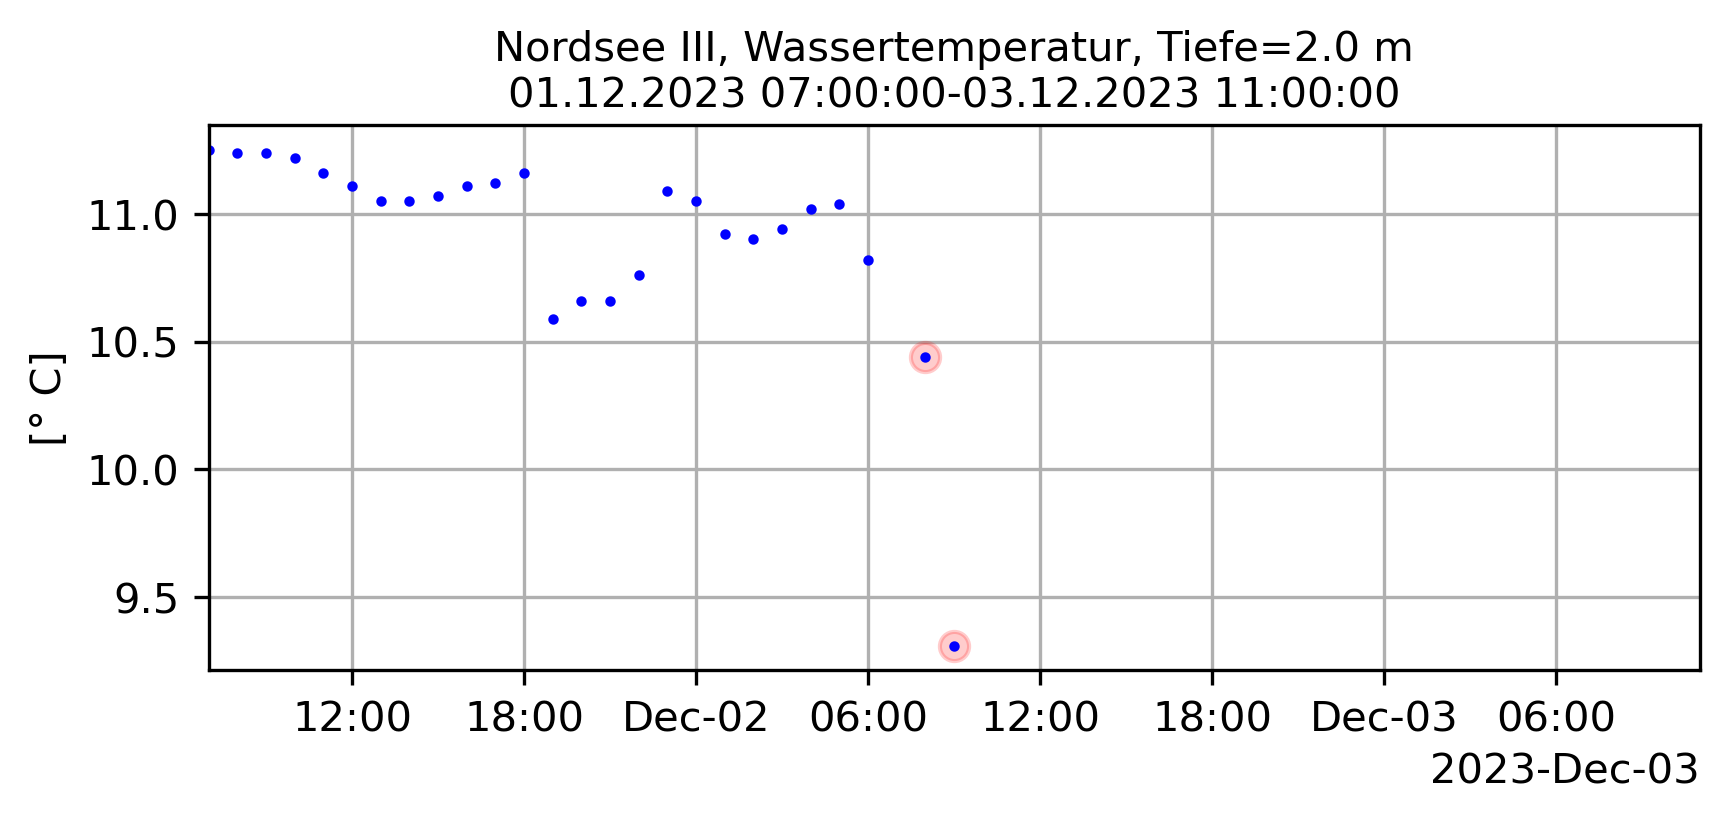 Nordsee III, Wassertemperatur, Tiefe=2.0 m
01.12.2023 07:00:00-03.12.2023 11:00:00
[° C]
11.0
10.5
10.0
9.5
12:00 18:00 Dec-02 06:00 12:00 18:00 Dec-03 06:00
2023-Dec-03